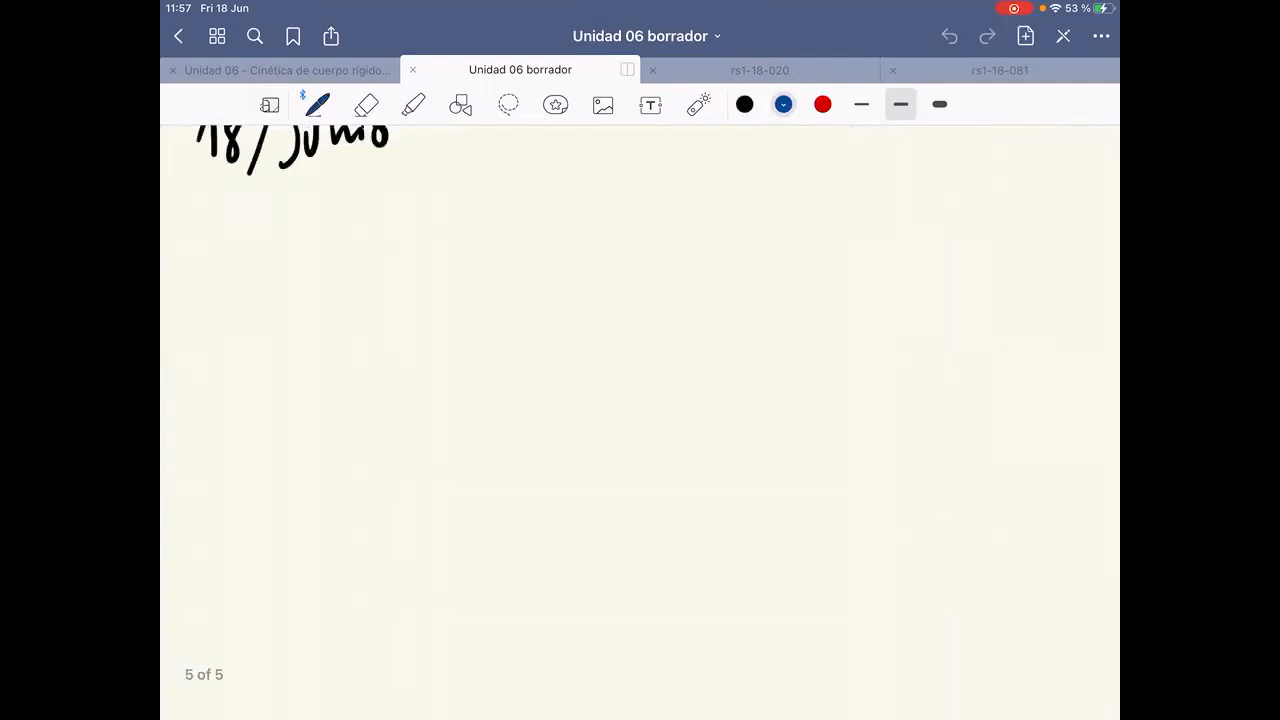 11:57 Fri 18 Jun 53 %
Unidad 06 borrador
Unidad 06 - Cinética de cuerpo rígido... Unidad 06 borrador rs1-18-020 rs1-18-081
T
18/Junio
5 of 5